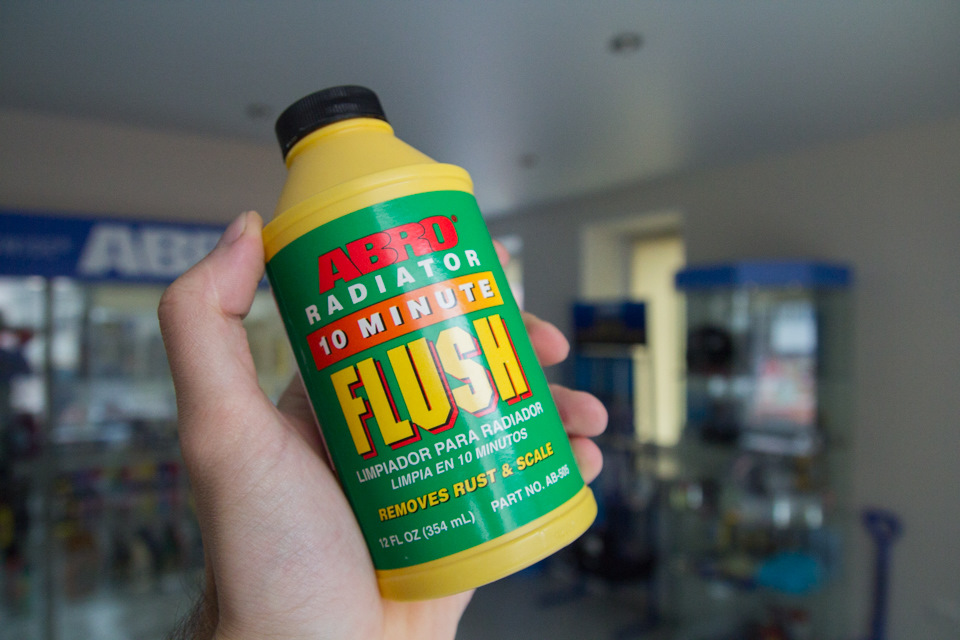 ABRO®
RADIATOR
10 MINUTE
FLUSH
LIMPIADOR PARA RADIADOR
LIMPIA EN 10 MINUTOS
REMOVES RUST & SCALE
12 FL OZ (354 mL) PART NO. AB-505
ABR